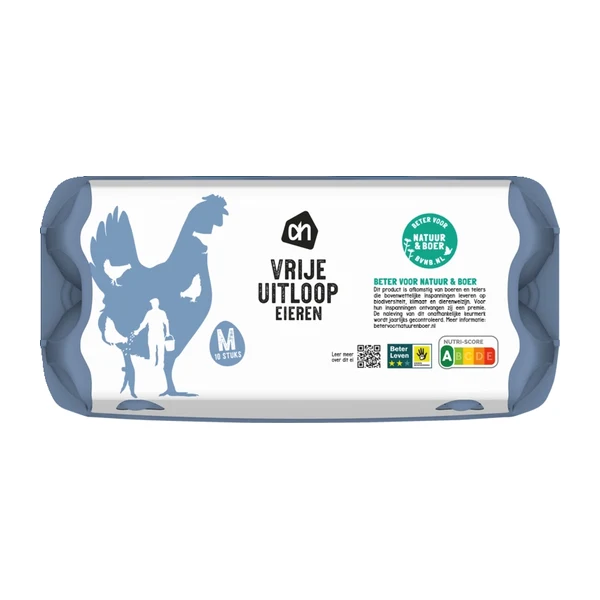 ah
VRIJE
UITLOOP
EIEREN
M
10 STUKS
BETER VOOR
NATUUR
& BOER
BVNB.NL
BETER VOOR NATUUR & BOER
Dit product is afkomstig van boeren en telers
die bovenwettelijke inspanningen leveren op
biodiversiteit, klimaat en dierenwelzijn. Voor
hun inspanningen ontvangen zij een premie.
De naleving van dit onafhankelijke keurmerk
wordt jaarlijks gecontroleerd. Meer informatie:
betervoornatuurenboer.nl
Leer meer
over dit ei
Beter
Leven
NUTRI-SCORE
A B C D E